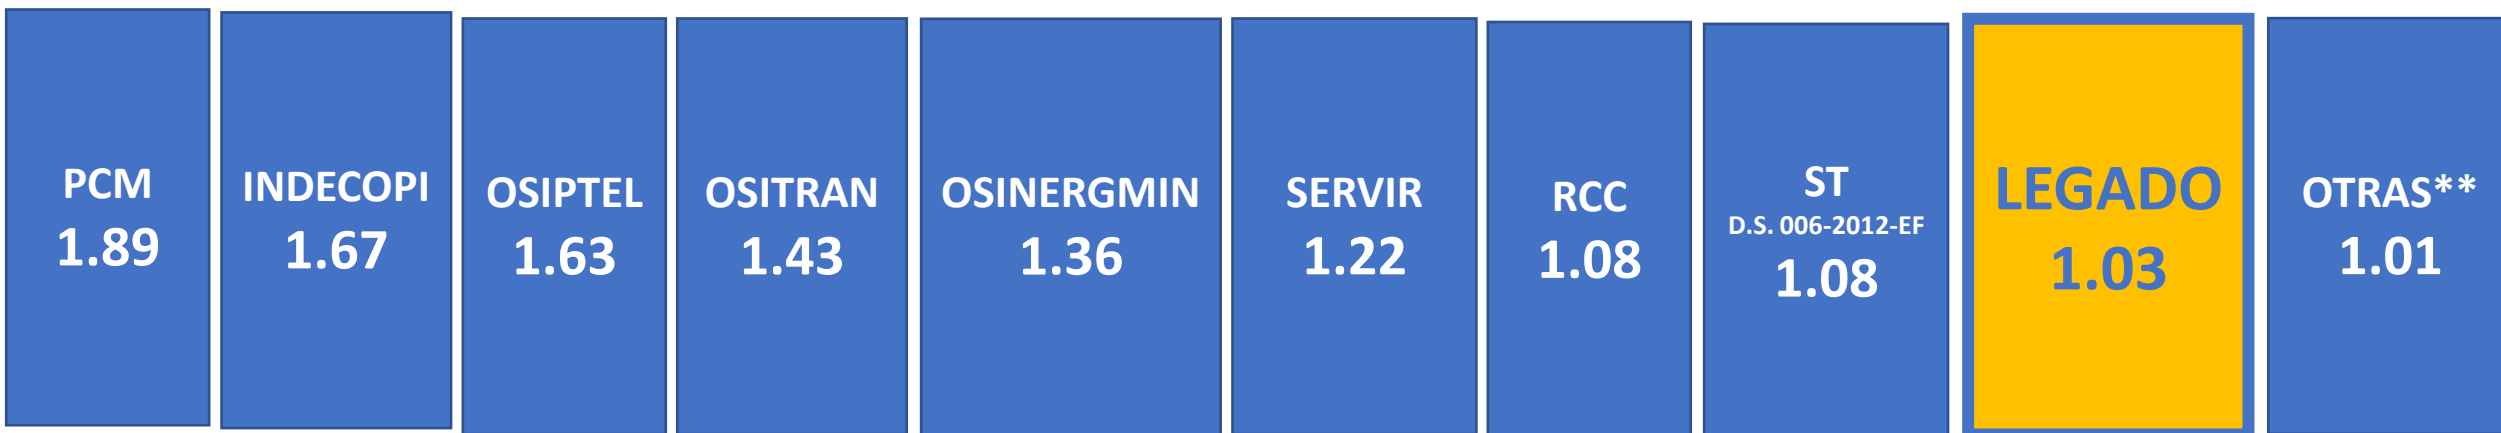 PCM
1.89
INDECOPI
1.67
OSIPTEL
1.63
OSITRAN
1.43
OSINERGMIN
1.36
SERVIR
1.22
RCC
1.08
ST
D.S. 006-2012-EF
1.08
LEGADO
1.03
OTRAS**
1.01